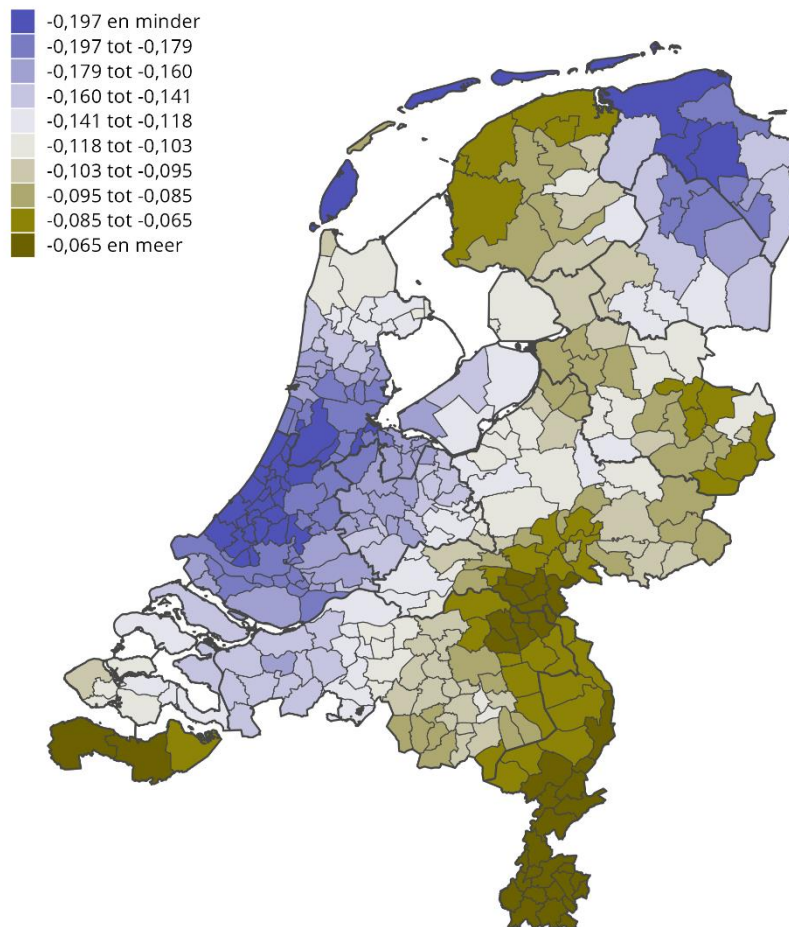 -0,197 en minder
-0,197 tot -0,179
-0,179 tot -0,160
-0,160 tot -0,141
-0,141 tot -0,118
-0,118 tot -0,103
-0,103 tot -0,095
-0,095 tot -0,085
-0,085 tot -0,065
-0,065 en meer